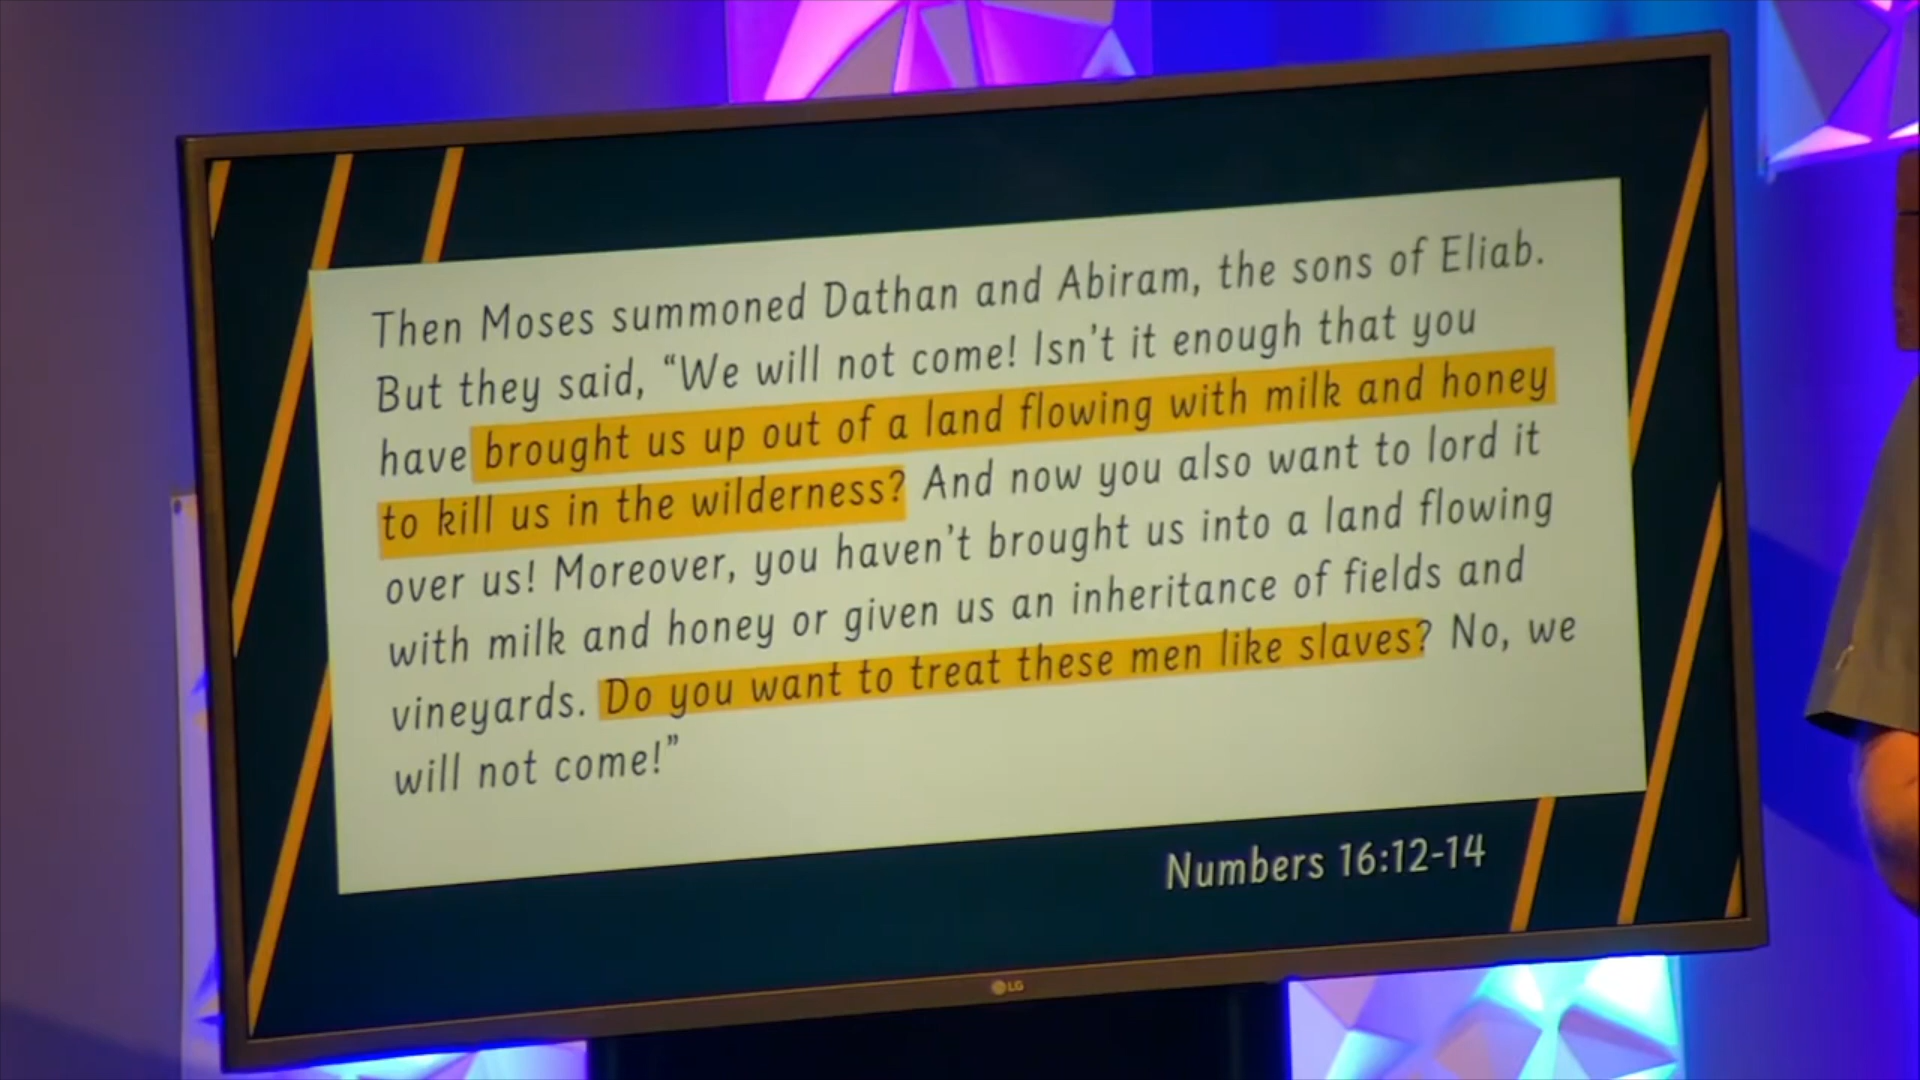 Then Moses summoned Dathan and Abiram, the sons of Eliab.
But they said, “We will not come! Isn’t it enough that you
have brought us up out of a land flowing with milk and honey
to kill us in the wilderness? And now you also want to lord it
over us! Moreover, you haven’t brought us into a land flowing
with milk and honey or given us an inheritance of fields and
vineyards. Do you want to treat these men like slaves? No, we
will not come!”
Numbers 16:12-14
LG